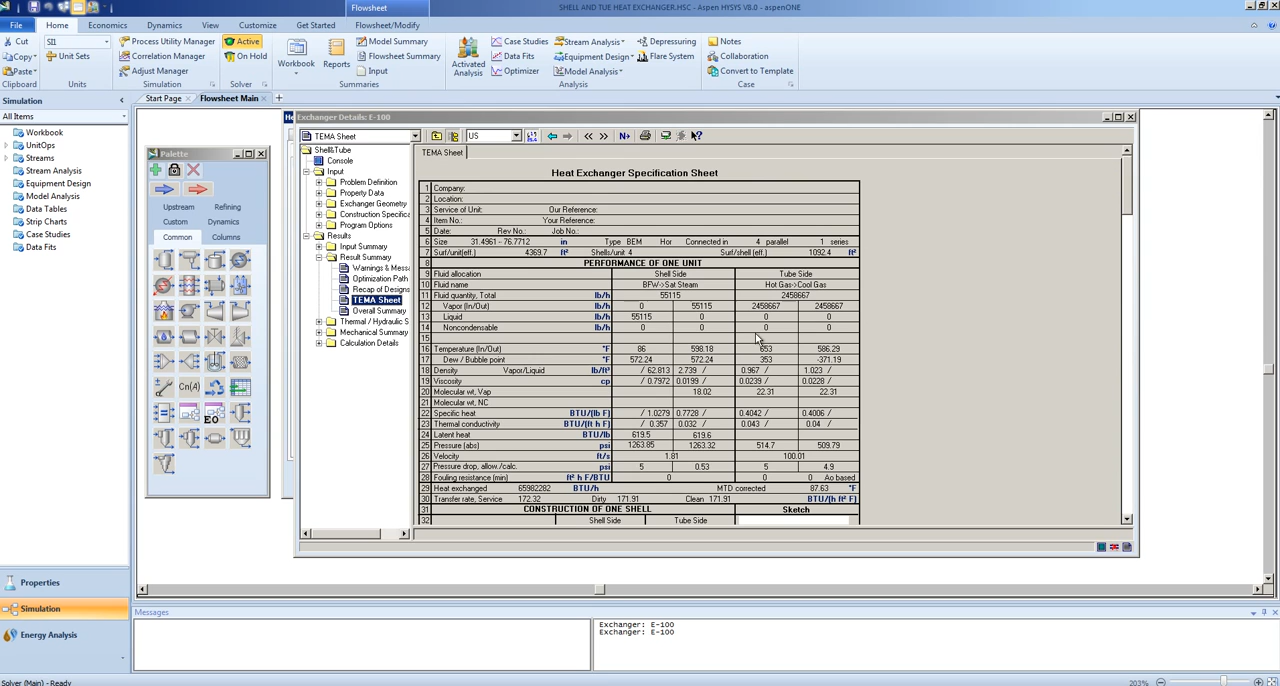 Flowsheet
SHELL AND TUE HEAT EXCHANGER.HSC - Aspen HYSYS V8.0 - aspenONE
File Home Economics Dynamics View Customize Get Started Flowsheet/Modify
Cut SI1 Process Utility Manager Active Model Summary Case Studies Stream Analysis Depressuring Notes
Copy Unit Sets Correlation Manager On Hold Workbook Reports Flowsheet Summary Activated Analysis Data Fits Equipment Design Flare System Collaboration
Paste Adjust Manager Input Optimizer Model Analysis Convert to Template
Clipboard Units Simulation Solver Summaries Analysis Case
Simulation
All Items
Workbook
UnitOps
Streams
Stream Analysis
Equipment Design
Model Analysis
Data Tables
Strip Charts
Case Studies
Data Fits
Properties
Simulation
Energy Analysis
Start Page Flowsheet Main
Palette
Upstream Refining
Custom Dynamics
Common Columns
Cn(A)
EO
He
Exchanger Details: E-100
TEMA Sheet US
Shell&Tube
Console
Input
Problem Definition
Property Data
Exchanger Geometry
Construction Specifica
Program Options
Results
Input Summary
Result Summary
Warnings & Messa
Optimization Path
Recap of Designs
TEMA Sheet
Overall Summary
Thermal / Hydraulic S
Mechanical Summary
Calculation Details
TEMA Sheet
Heat Exchanger Specification Sheet
1 Company:
2 Location:
3 Service of Unit: Our Reference:
4 Item No.: Your Reference:
5 Date: Rev No.: Job No.:
6 Size 31.4961 - 76.7712 in Type BEM Hor Connected in 4 parallel 1 series
7 Surf/unit(eff.) 4369.7 ft² Shells/unit 4 Surf/shell (eff.) 1092.4 ft²
8 PERFORMANCE OF ONE UNIT
9 Fluid allocation Shell Side Tube Side
10 Fluid name BFW->Sat Steam Hot Gas->Cool Gas
11 Fluid quantity, Total lb/h 55115 2458667
12 Vapor (In/Out) lb/h 0 55115 2458667 2458667
13 Liquid lb/h 55115 0 0 0
14 Noncondensable lb/h 0 0 0 0
15
16 Temperature (In/Out) °F 86 598.18 653 586.29
17 Dew / Bubble point °F 572.24 572.24 353 -371.19
18 Density Vapor/Liquid lb/ft³ / 62.813 2.739 / 0.967 / 1.023 /
19 Viscosity cp / 0.7972 0.0199 / 0.0239 / 0.0228 /
20 Molecular wt, Vap 18.02 22.31 22.31
21 Molecular wt, NC
22 Specific heat BTU/(lb F) / 1.0279 0.7728 / 0.4042 / 0.4006 /
23 Thermal conductivity BTU/(ft h F) / 0.357 0.032 / 0.043 / 0.04 /
24 Latent heat BTU/lb 619.5 619.6
25 Pressure (abs) psi 1263.85 1263.32 514.7 509.79
26 Velocity ft/s 1.81 100.01
27 Pressure drop, allow./calc. psi 5 0.53 5 4.9
28 Fouling resistance (min) ft² h F/BTU 0 0 0 Ao based
29 Heat exchanged 65982282 BTU/h MTD corrected 87.63 °F
30 Transfer rate, Service 172.32 Dirty 171.91 Clean 171.91 BTU/(h ft² F)
31 CONSTRUCTION OF ONE SHELL Sketch
32 Shell Side Tube Side
Messages
Exchanger: E-100
Exchanger: E-100
Solver (Main) - Ready 203%